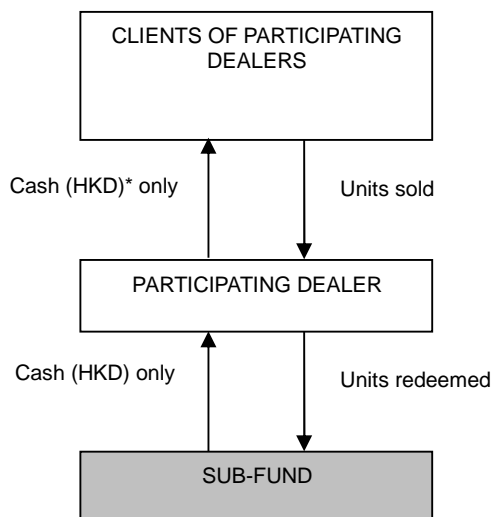 CLIENTS OF PARTICIPATING
DEALERS
Cash (HKD)* only
Units sold
PARTICIPATING DEALER
Cash (HKD) only
Units redeemed
SUB-FUND